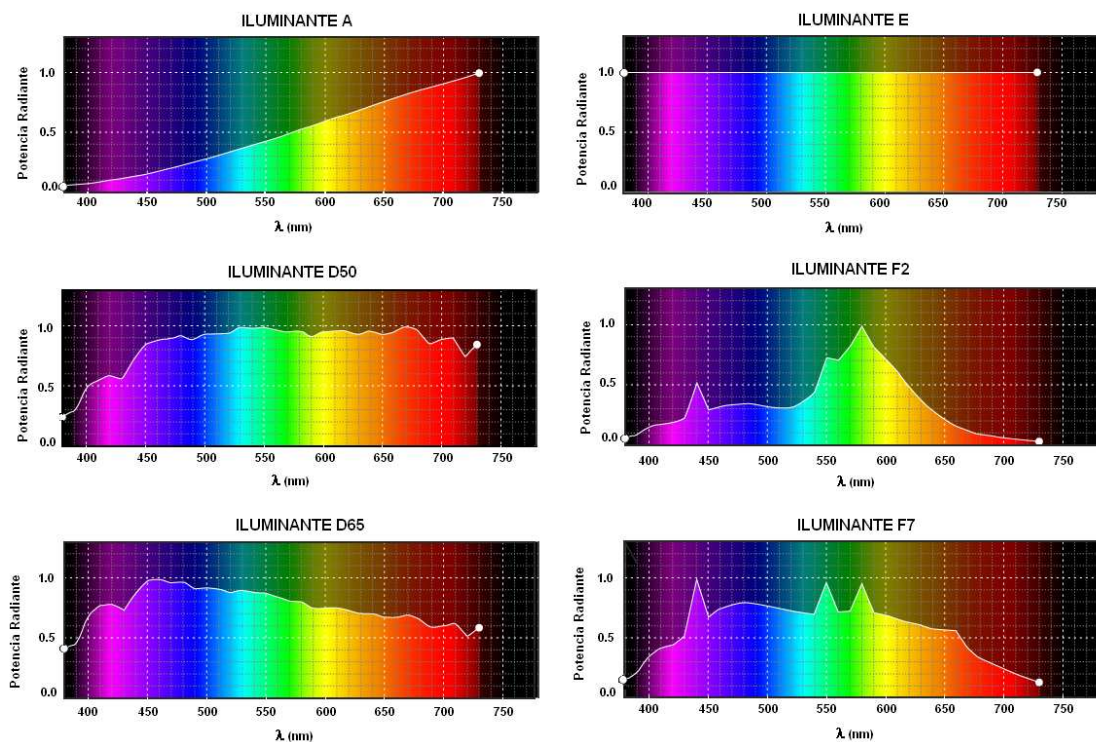 ILUMINANTE A
Potencia Radiante
1.0
0.5
0.0
400 450 500 550 600 650 700 750
λ (nm)
ILUMINANTE E
Potencia Radiante
1.0
0.5
0.0
400 450 500 550 600 650 700 750
λ (nm)
ILUMINANTE D50
Potencia Radiante
1.0
0.5
0.0
400 450 500 550 600 650 700 750
λ (nm)
ILUMINANTE F2
Potencia Radiante
1.0
0.5
0.0
400 450 500 550 600 650 700 750
λ (nm)
ILUMINANTE D65
Potencia Radiante
1.0
0.5
0.0
400 450 500 550 600 650 700 750
λ (nm)
ILUMINANTE F7
Potencia Radiante
1.0
0.5
0.0
400 450 500 550 600 650 700 750
λ (nm)